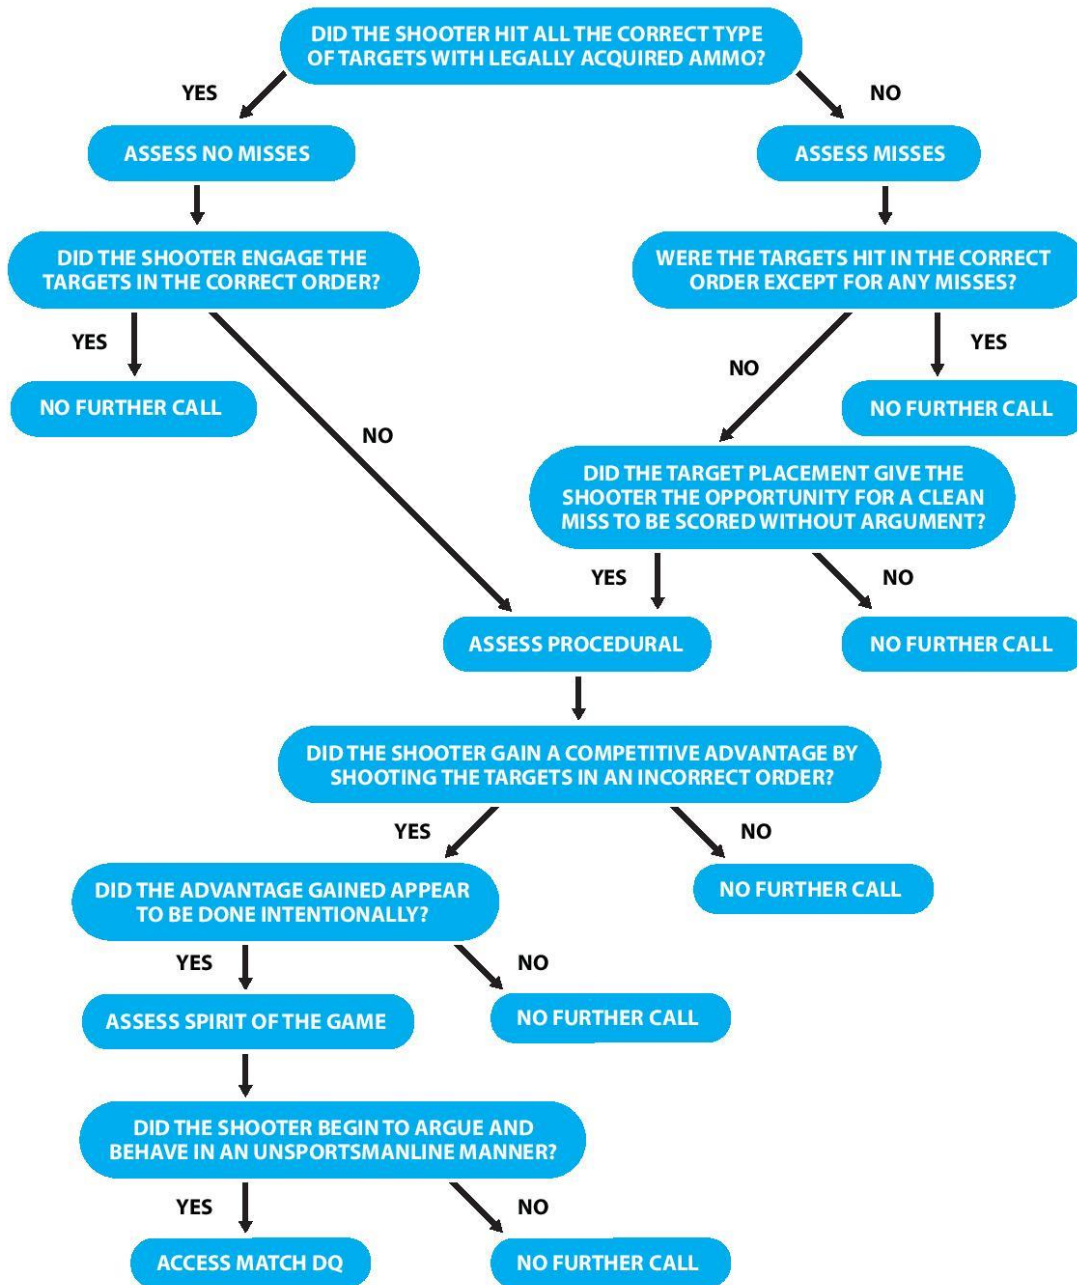 DID THE SHOOTER HIT ALL THE CORRECT TYPE
OF TARGETS WITH LEGALLY ACQUIRED AMMO?
YES
NO
ASSESS NO MISSES
ASSESS MISSES
DID THE SHOOTER ENGAGE THE
TARGETS IN THE CORRECT ORDER?
WERE THE TARGETS HIT IN THE CORRECT
ORDER EXCEPT FOR ANY MISSES?
YES
NO
NO
YES
NO FURTHER CALL
NO FURTHER CALL
DID THE TARGET PLACEMENT GIVE THE
SHOOTER THE OPPORTUNITY FOR A CLEAN
MISS TO BE SCORED WITHOUT ARGUMENT?
YES
NO
ASSESS PROCEDURAL
NO FURTHER CALL
DID THE SHOOTER GAIN A COMPETITIVE ADVANTAGE BY
SHOOTING THE TARGETS IN AN INCORRECT ORDER?
YES
NO
DID THE ADVANTAGE GAINED APPEAR
TO BE DONE INTENTIONALLY?
NO FURTHER CALL
YES
NO
ASSESS SPIRIT OF THE GAME
NO FURTHER CALL
DID THE SHOOTER BEGIN TO ARGUE AND
BEHAVE IN AN UNSPORTSMANLINE MANNER?
YES
NO
ACCESS MATCH DQ
NO FURTHER CALL